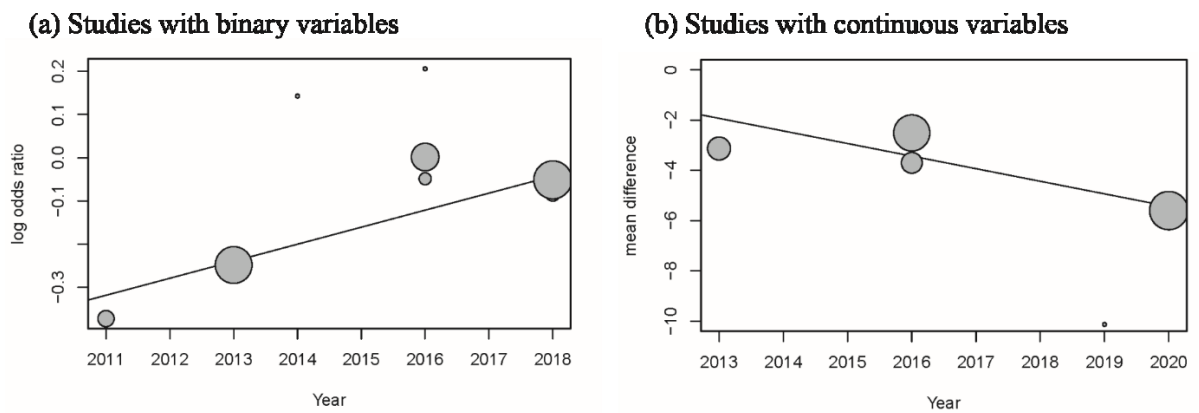 (a) Studies with binary variables
(b) Studies with continuous variables
log odds ratio
0.2
0.1
0.0
−0.1
−0.3
2011 2012 2013 2014 2015 2016 2017 2018
Year
mean difference
0
−2
−4
−6
−8
−10
2013 2014 2015 2016 2017 2018 2019 2020
Year